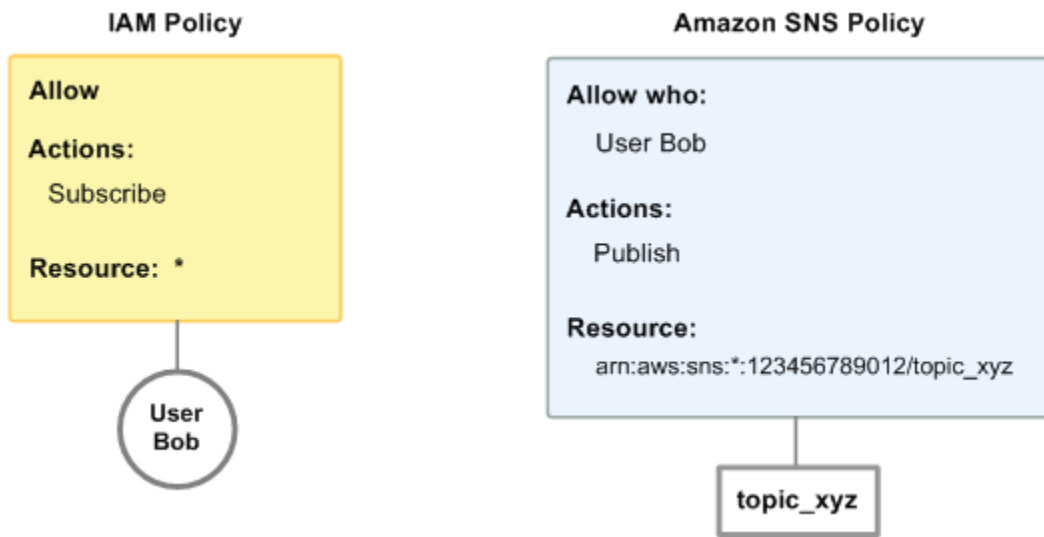 IAM Policy
Allow
Actions:
Subscribe
Resource: *
User
Bob
Amazon SNS Policy
Allow who:
User Bob
Actions:
Publish
Resource:
arn:aws:sns:*:123456789012/topic_xyz
topic_xyz